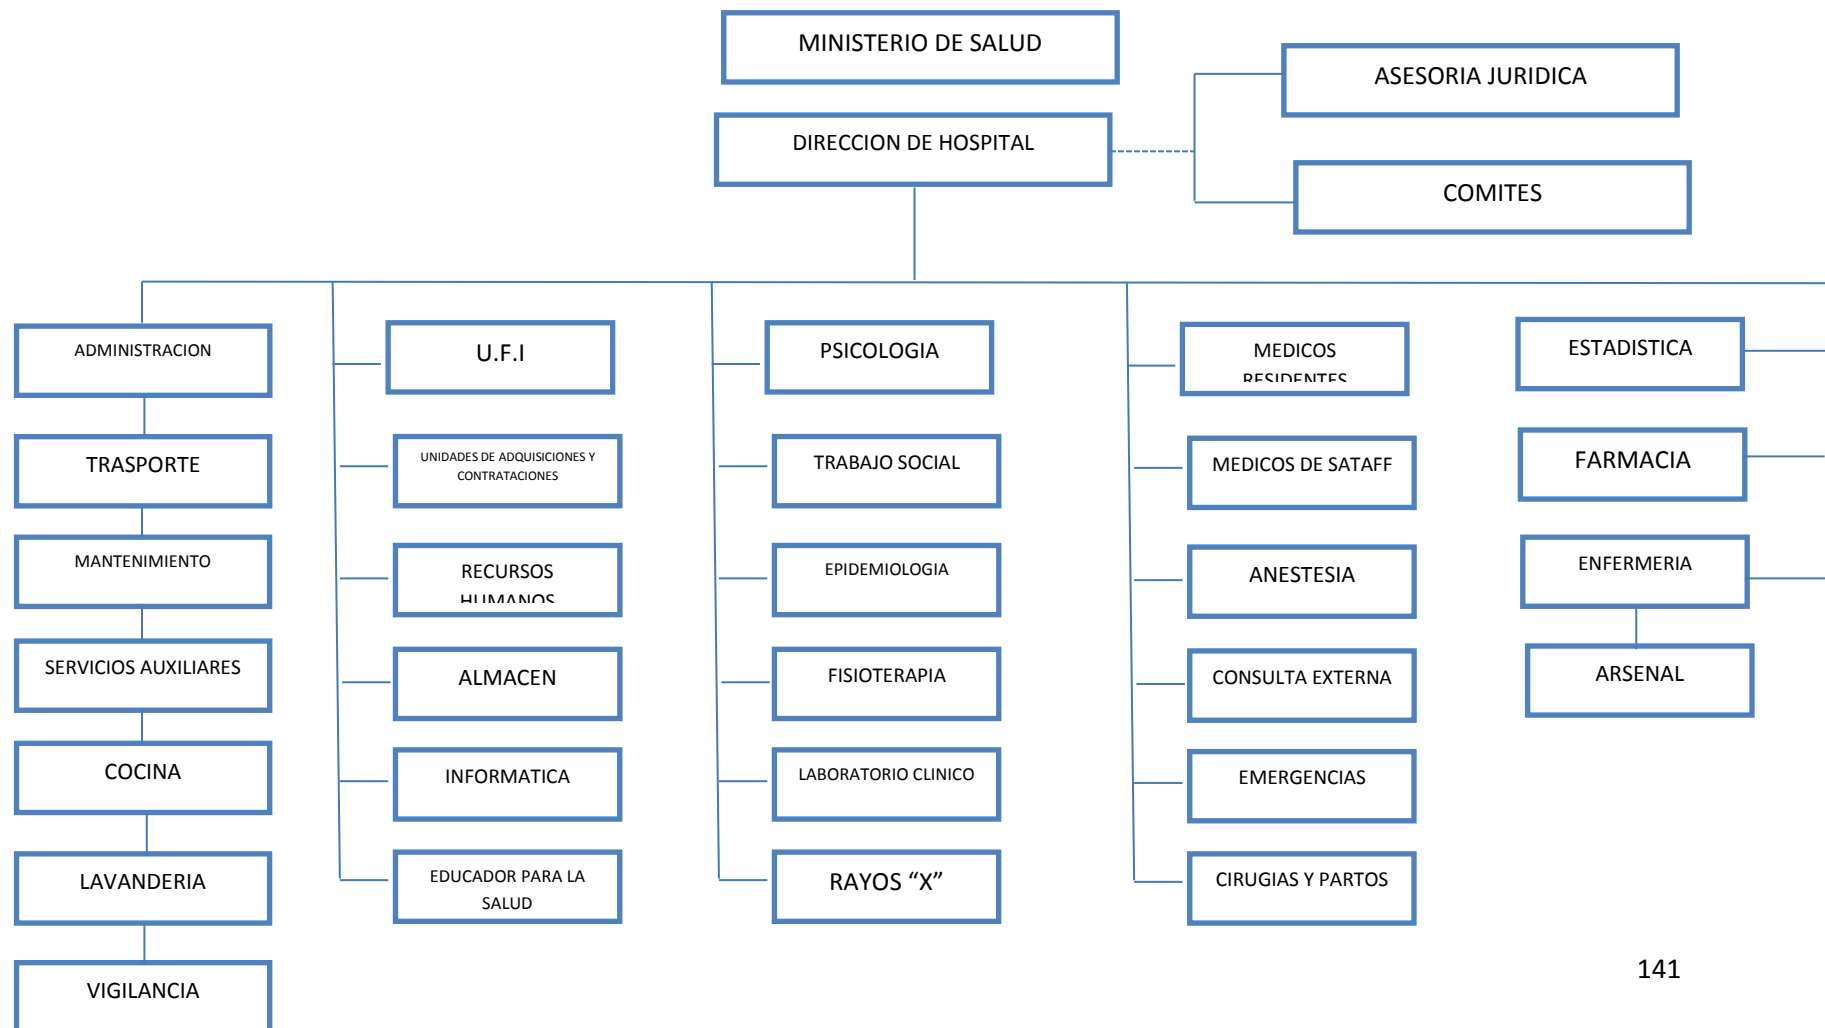 MINISTERIO DE SALUD
ASESORIA JURIDICA
DIRECCION DE HOSPITAL
COMITES
ADMINISTRACION
TRASPORTE
MANTENIMIENTO
SERVICIOS AUXILIARES
COCINA
LAVANDERIA
VIGILANCIA
U.F.I
UNIDADES DE ADQUISICIONES Y
CONTRATACIONES
RECURSOS
HUMANOS
ALMACEN
INFORMATICA
EDUCADOR PARA LA
SALUD
PSICOLOGIA
TRABAJO SOCIAL
EPIDEMIOLOGIA
FISIOTERAPIA
LABORATORIO CLINICO
RAYOS “X”
MEDICOS
RESIDENTES
MEDICOS DE SATAFF
ANESTESIA
CONSULTA EXTERNA
EMERGENCIAS
CIRUGIAS Y PARTOS
ESTADISTICA
FARMACIA
ENFERMERIA
ARSENAL
141